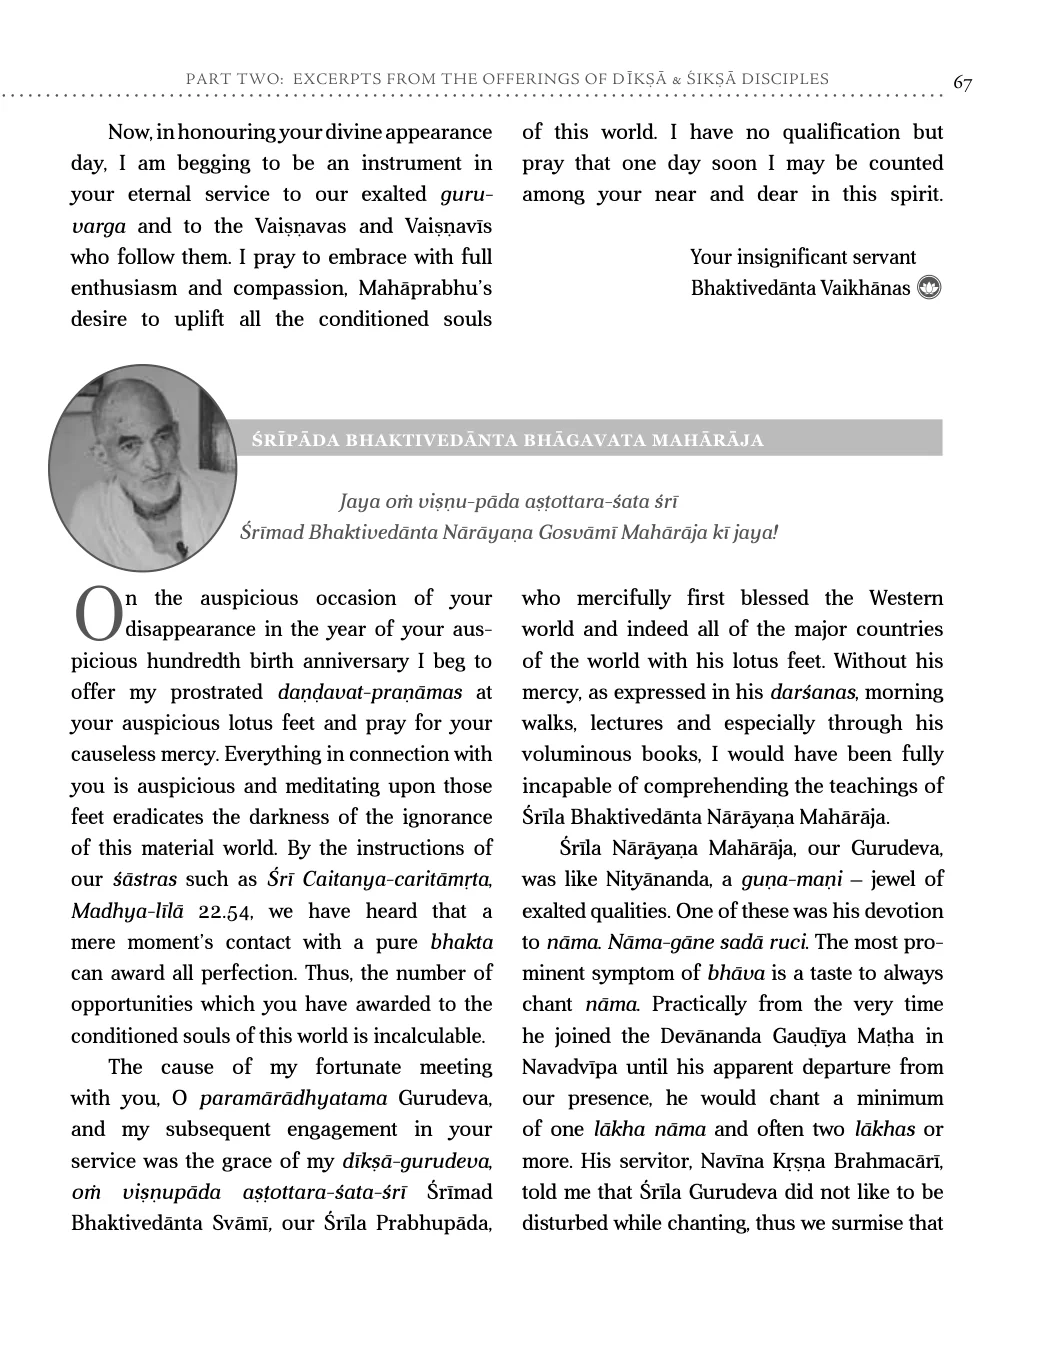 PART TWO: EXCERPTS FROM THE OFFERINGS OF DĪKṢĀ & ŚIKṢĀ DISCIPLES 67
Now, in honouring your divine appearance
day, I am begging to be an instrument in
your eternal service to our exalted guru-
varga and to the Vaiṣṇavas and Vaiṣṇavīs
who follow them. I pray to embrace with full
enthusiasm and compassion, Mahāprabhu’s
desire to uplift all the conditioned souls
of this world. I have no qualification but
pray that one day soon I may be counted
among your near and dear in this spirit.
Your insignificant servant
Bhaktivedānta Vaikhānas
ŚRĪPĀDA BHAKTIVEDĀNTA BHĀGAVATA MAHĀRĀJA
Jaya oṁ viṣṇu-pāda aṣṭottara-śata śrī
Śrīmad Bhaktivedānta Nārāyaṇa Gosvāmī Mahārāja kī jaya!
On the auspicious occasion of your
disappearance in the year of your aus-
picious hundredth birth anniversary I beg to
offer my prostrated daṇḍavat-praṇāmas at
your auspicious lotus feet and pray for your
causeless mercy. Everything in connection with
you is auspicious and meditating upon those
feet eradicates the darkness of the ignorance
of this material world. By the instructions of
our śāstras such as Śrī Caitanya-caritāmṛta,
Madhya-līlā 22.54, we have heard that a
mere moment’s contact with a pure bhakta
can award all perfection. Thus, the number of
opportunities which you have awarded to the
conditioned souls of this world is incalculable.
The cause of my fortunate meeting
with you, O paramārādhyatama Gurudeva,
and my subsequent engagement in your
service was the grace of my dīkṣā-gurudeva,
oṁ viṣṇupāda aṣṭottara-śata-śrī Śrīmad
Bhaktivedānta Svāmī, our Śrīla Prabhupāda,
who mercifully first blessed the Western
world and indeed all of the major countries
of the world with his lotus feet. Without his
mercy, as expressed in his darśanas, morning
walks, lectures and especially through his
voluminous books, I would have been fully
incapable of comprehending the teachings of
Śrīla Bhaktivedānta Nārāyaṇa Mahārāja.
Śrīla Nārāyaṇa Mahārāja, our Gurudeva,
was like Nityānanda, a guṇa-maṇi – jewel of
exalted qualities. One of these was his devotion
to nāma. Nāma-gāne sadā ruci. The most pro-
minent symptom of bhāva is a taste to always
chant nāma. Practically from the very time
he joined the Devānanda Gauḍīya Maṭha in
Navadvīpa until his apparent departure from
our presence, he would chant a minimum
of one lākha nāma and often two lākhas or
more. His servitor, Navīna Kṛṣṇa Brahmacārī,
told me that Śrīla Gurudeva did not like to be
disturbed while chanting, thus we surmise that